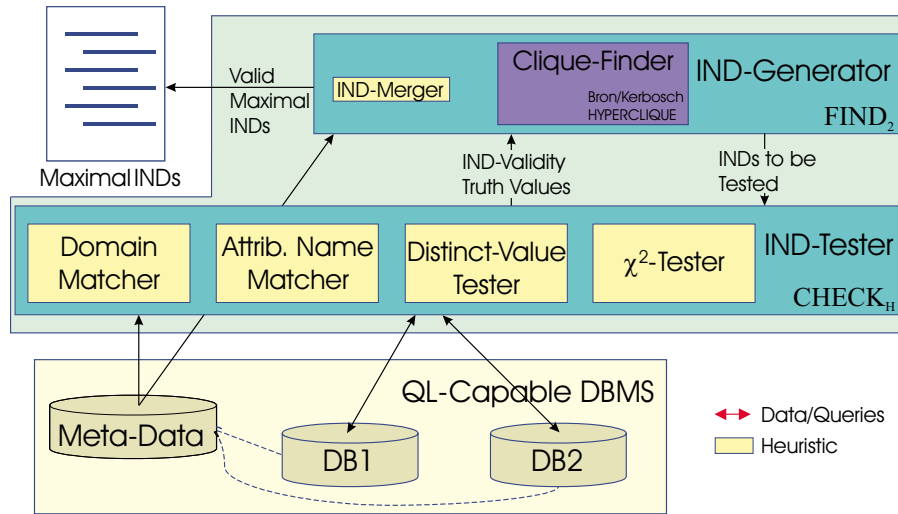 Clique-Finder
IND-Generator
IND-Merger
Bron/Kerbosch
HYPERCLIQUE
FIND2
Valid
Maximal
INDs
Maximal INDs
IND-Validity
Truth Values
INDs to be
Tested
Domain
Matcher
Attrib. Name
Matcher
Distinct-Value
Tester
χ²-Tester
IND-Tester
CHECKH
QL-Capable DBMS
Meta-Data
DB1
DB2
Data/Queries
Heuristic